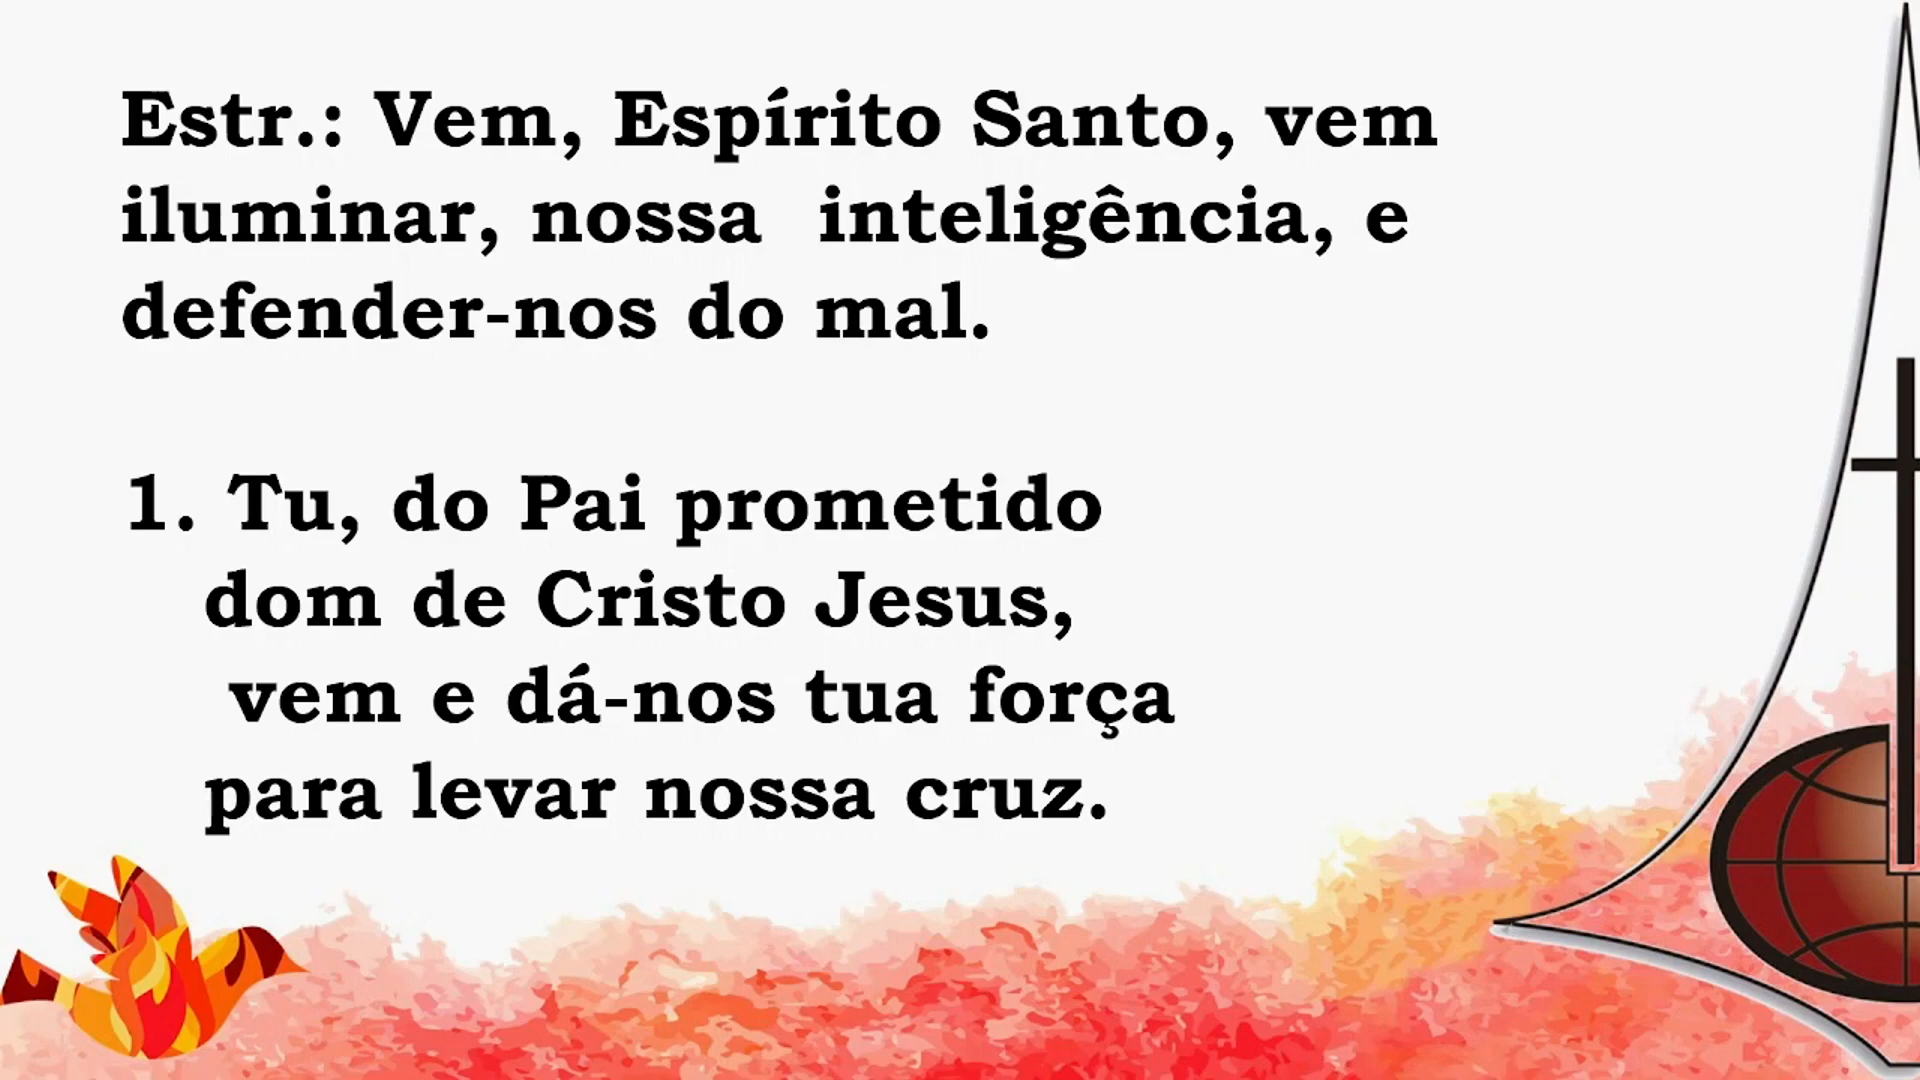 Estr.: Vem, Espírito Santo, vem
iluminar, nossa  inteligência, e
defender-nos do mal.
1. Tu, do Pai prometido
dom de Cristo Jesus,
vem e dá-nos tua força
para levar nossa cruz.